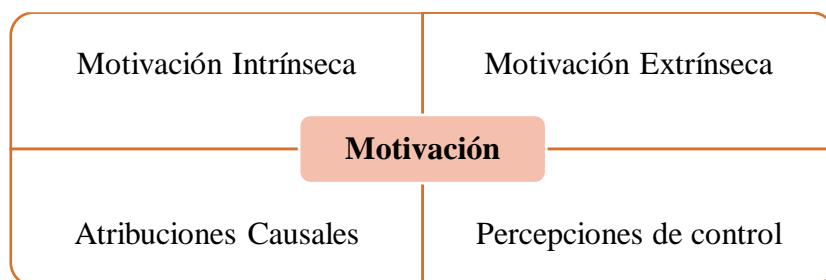 Motivación Intrínseca
Motivación Extrínseca
Motivación
Atribuciones Causales
Percepciones de control